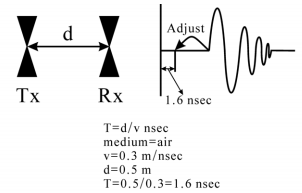 d
Adjust
Tx
Rx
1.6 nsec
T=d/v nsec
medium=air
v=0.3 m/nsec
d=0.5 m
T=0.5/0.3=1.6 nsec